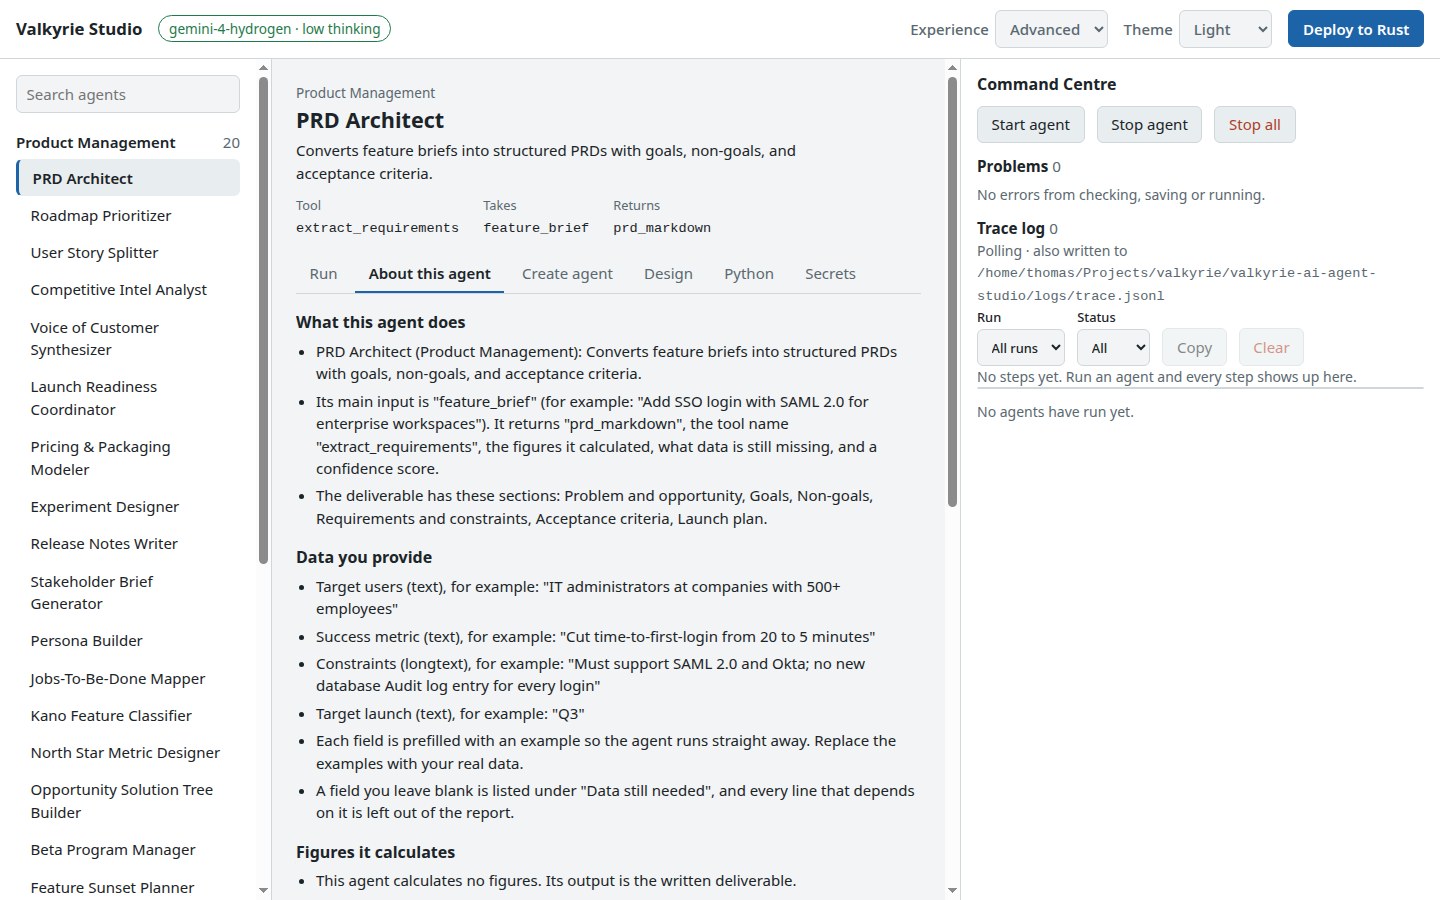 Valkyrie Studio
gemini-4-hydrogen · low thinking
Experience
Advanced
Theme
Light
Deploy to Rust
Search agents
Product Management 20
PRD Architect
Roadmap Prioritizer
User Story Splitter
Competitive Intel Analyst
Voice of Customer
Synthesizer
Launch Readiness
Coordinator
Pricing & Packaging
Modeler
Experiment Designer
Release Notes Writer
Stakeholder Brief
Generator
Persona Builder
Jobs-To-Be-Done Mapper
Kano Feature Classifier
North Star Metric Designer
Opportunity Solution Tree
Builder
Beta Program Manager
Feature Sunset Planner
Product Management
PRD Architect
Converts feature briefs into structured PRDs with goals, non-goals, and
acceptance criteria.
Tool Takes Returns
extract_requirements feature_brief prd_markdown
Run About this agent Create agent Design Python Secrets
What this agent does
• PRD Architect (Product Management): Converts feature briefs into structured PRDs
with goals, non-goals, and acceptance criteria.
• Its main input is "feature_brief" (for example: "Add SSO login with SAML 2.0 for
enterprise workspaces"). It returns "prd_markdown", the tool name
"extract_requirements", the figures it calculated, what data is still missing, and a
confidence score.
• The deliverable has these sections: Problem and opportunity, Goals, Non-goals,
Requirements and constraints, Acceptance criteria, Launch plan.
Data you provide
• Target users (text), for example: "IT administrators at companies with 500+
employees"
• Success metric (text), for example: "Cut time-to-first-login from 20 to 5 minutes"
• Constraints (longtext), for example: "Must support SAML 2.0 and Okta; no new
database Audit log entry for every login"
• Target launch (text), for example: "Q3"
• Each field is prefilled with an example so the agent runs straight away. Replace the
examples with your real data.
• A field you leave blank is listed under "Data still needed", and every line that depends
on it is left out of the report.
Figures it calculates
• This agent calculates no figures. Its output is the written deliverable.
Command Centre
Start agent Stop agent Stop all
Problems 0
No errors from checking, saving or running.
Trace log 0
Polling · also written to
/home/thomas/Projects/valkyrie/valkyrie-ai-agent-
studio/logs/trace.jsonl
Run Status
All runs All Copy Clear
No steps yet. Run an agent and every step shows up here.
No agents have run yet.